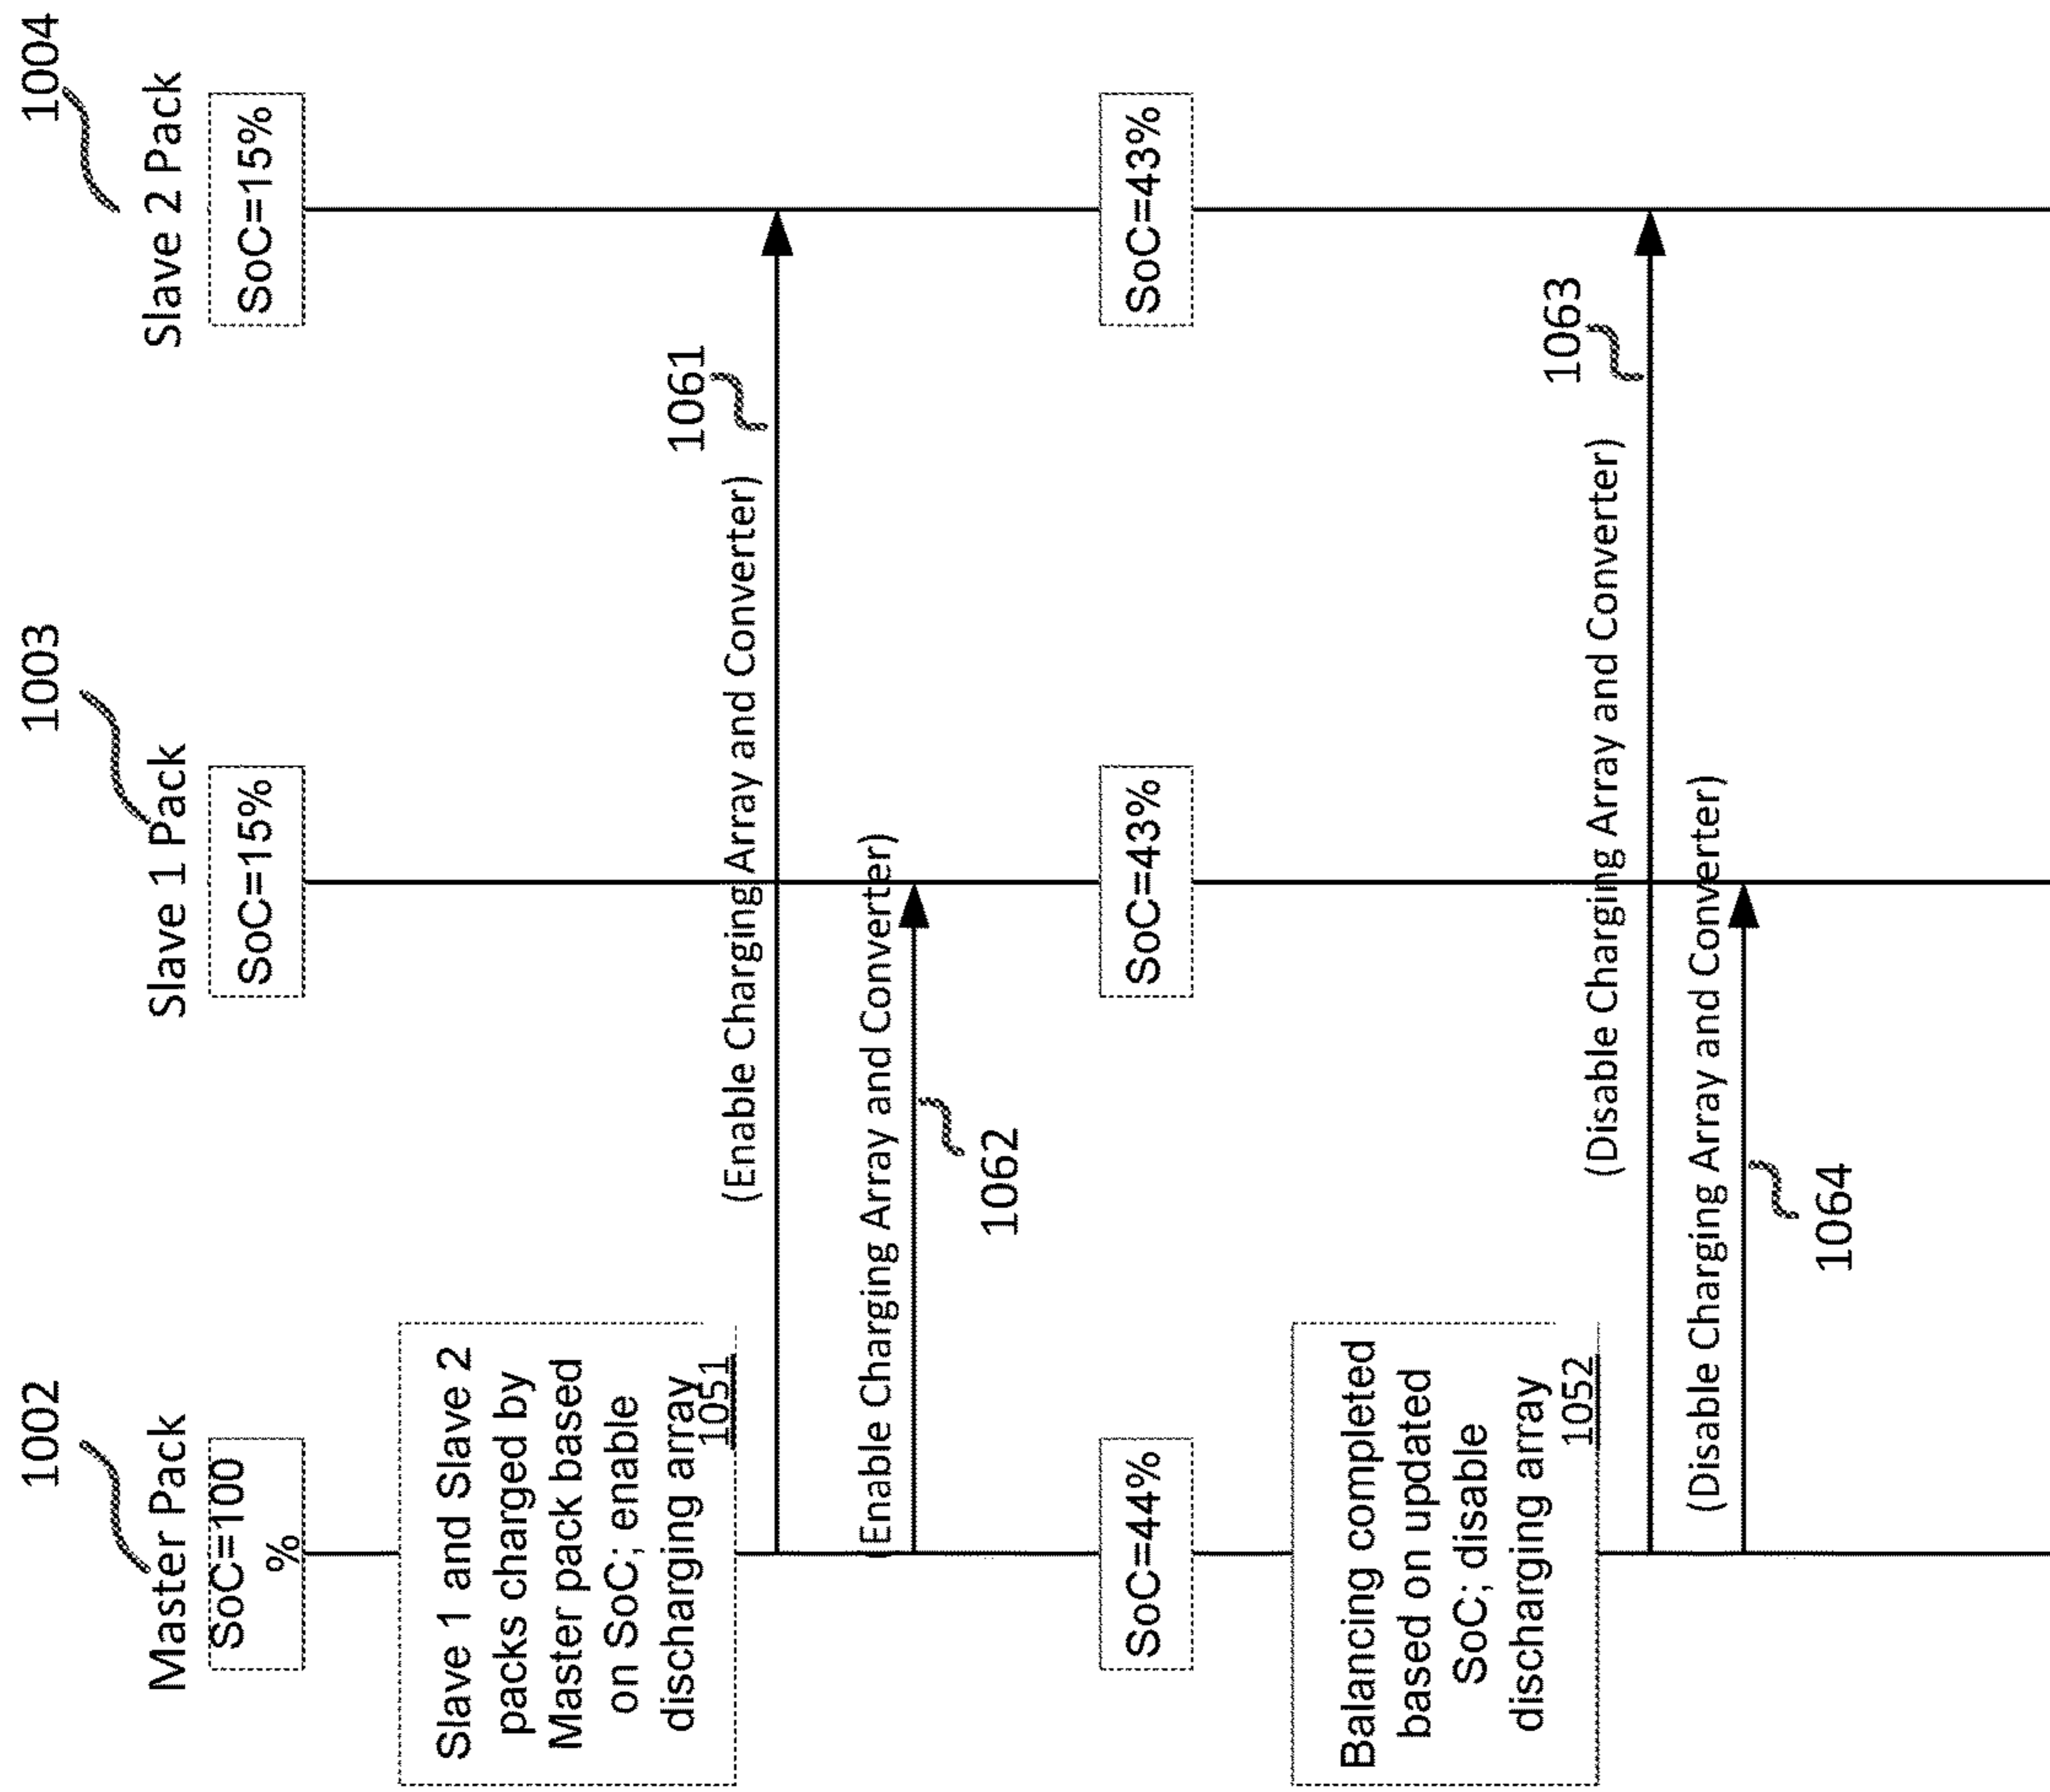 1002
1003
1004
Master Pack
Slave 1 Pack
Slave 2 Pack
SoC=100
%
SoC=15%
SoC=15%
Slave 1 and Slave 2
packs charged by
Master pack based
on SoC; enable
discharging array
1051
1061
(Enable Charging Array and Converter)
(Enable Charging Array and Converter)
1062
SoC=44%
SoC=43%
SoC=43%
Balancing completed
based on updated
SoC; disable
discharging array
1052
1063
(Disable Charging Array and Converter)
(Disable Charging Array and Converter)
1064